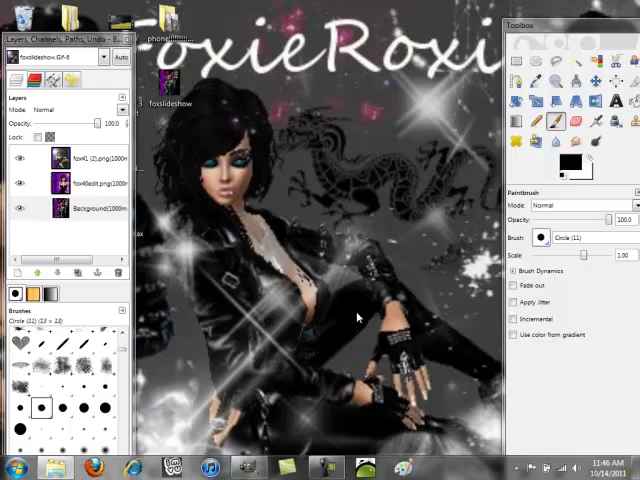 FoxieRoxi
phone
foxslideshow
Layers, Channels, Paths, Undo - B...
foxslideshow.Gif-6
Auto
Layers
Mode: Normal
Opacity: 100.0
Lock:
fox41 (2).png(1000m
fox40edit.png(1000m
Background(1000m
Brushes
Circle (11) (13 × 13)
Toolbox
Paintbrush
Mode: Normal
Opacity: 100.0
Brush: Circle (11)
Scale: 1.00
Brush Dynamics
Fade out
Apply Jitter
Incremental
Use color from gradient
11:46 AM
10/14/2011